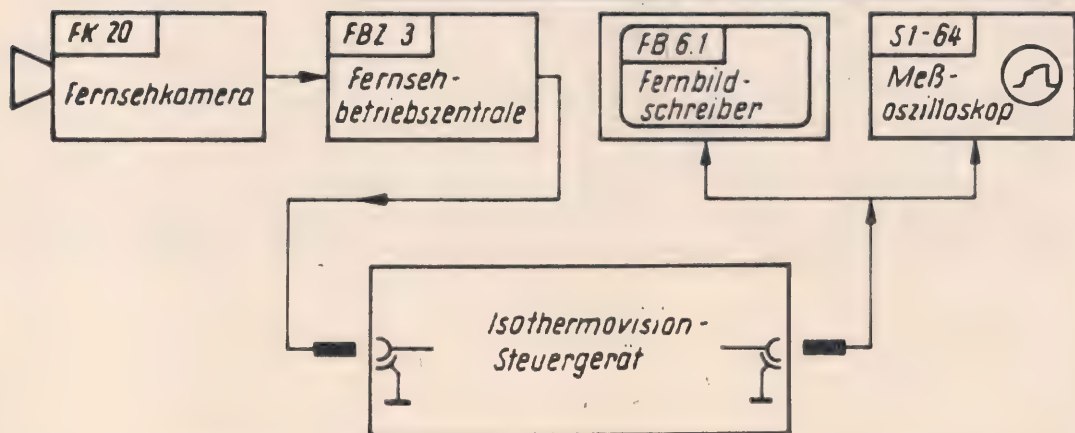 FK 20
Fernsehkamera
FBZ 3
Fernseh-
betriebszentrale
FB 6.1
Fernbild-
schreiber
S1-64
Meß-
oszilloskop
Isothermovision-
Steuergerät